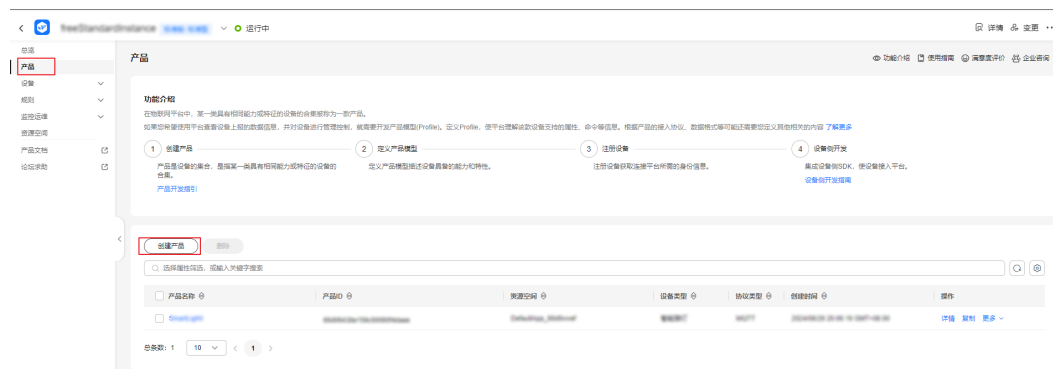 freeStandardInstance 运行中 详情 变更
总览
产品
设备
规则
监控运维
资源空间
产品文档
论坛求助
产品 功能介绍 使用指南 满意度评价 企业咨询
功能介绍
在物联网平台中，某一类具有相同能力或特征的设备的合集被称为一款产品。
如果您希望使用平台查看设备上报的数据信息，并对设备进行管理控制，就需要开发产品模型(Profile)。定义Profile，使平台理解该款设备支持的属性、命令等信息。根据产品的接入协议，数据格式等可能还需要您定义其他相关的内容 了解更多
1 创建产品 2 定义产品模型 3 注册设备 4 设备侧开发
产品是设备的集合，是指某一类具有相同能力或特征的设备的 定义产品模型描述设备具备的能力和特性。 注册设备获取连接平台所需的身份信息。 集成设备侧SDK，使设备接入平台。
合集。
产品开发指引 设备侧开发指南
创建产品 删除
选择属性筛选，或输入关键字搜索
产品名称 产品ID 资源空间 设备类型 协议类型 创建时间 操作
SmartLight MQTT 详情 复制 更多
总条数：1 10 1